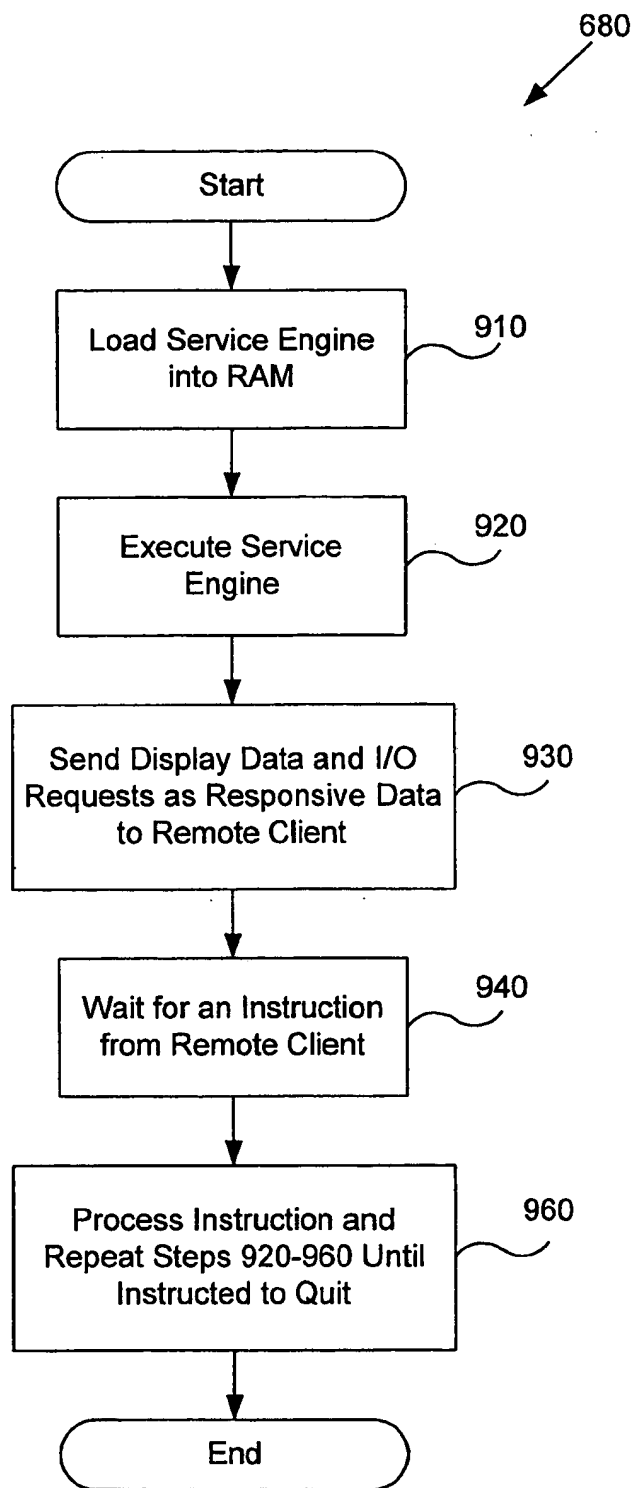 680
Start
Load Service Engine
into RAM
910
Execute Service
Engine
920
Send Display Data and I/O
Requests as Responsive Data
to Remote Client
930
Wait for an Instruction
from Remote Client
940
Process Instruction and
Repeat Steps 920-960 Until
Instructed to Quit
960
End